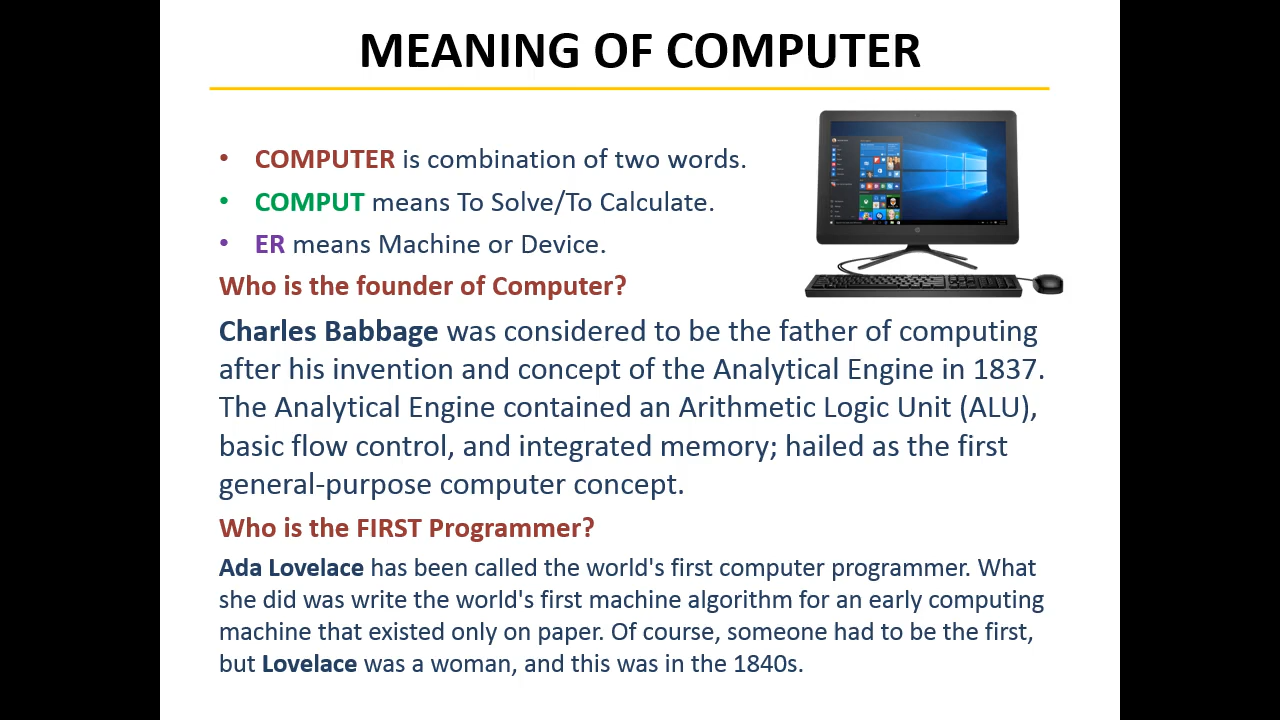 MEANING OF COMPUTER
• COMPUTER is combination of two words.
• COMPUT means To Solve/To Calculate.
• ER means Machine or Device.
Who is the founder of Computer?
Charles Babbage was considered to be the father of computing
after his invention and concept of the Analytical Engine in 1837.
The Analytical Engine contained an Arithmetic Logic Unit (ALU),
basic flow control, and integrated memory; hailed as the first
general-purpose computer concept.
Who is the FIRST Programmer?
Ada Lovelace has been called the world's first computer programmer. What
she did was write the world's first machine algorithm for an early computing
machine that existed only on paper. Of course, someone had to be the first,
but Lovelace was a woman, and this was in the 1840s.